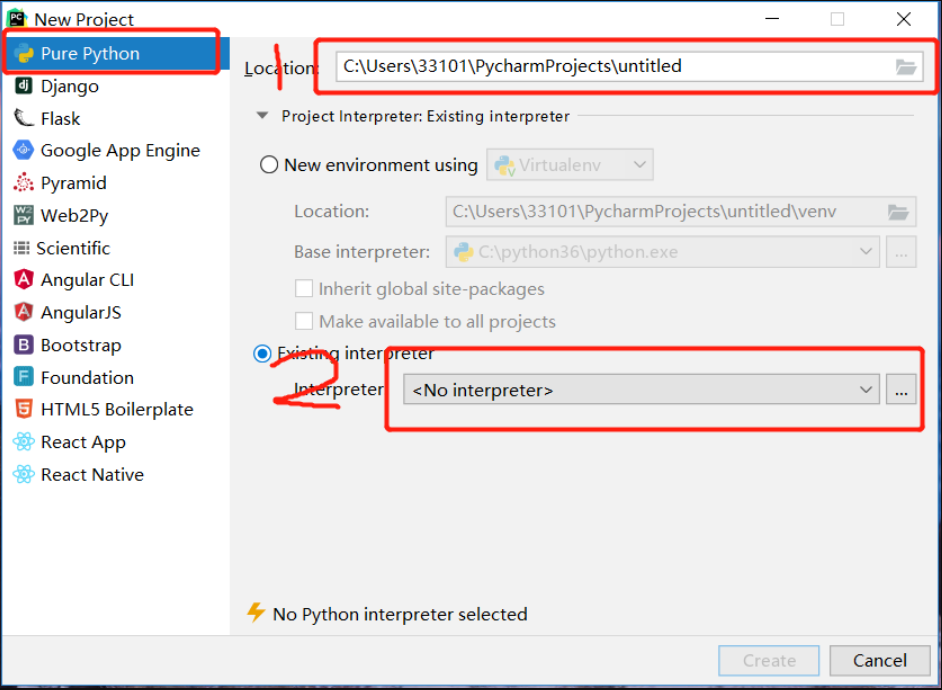 New Project
Pure Python
Django
Flask
Google App Engine
Pyramid
Web2Py
Scientific
Angular CLI
AngularJS
Bootstrap
Foundation
HTML5 Boilerplate
React App
React Native
1
Location: C:\Users\33101\PycharmProjects\untitled
Project Interpreter: Existing interpreter
New environment using Virtualenv
Location: C:\Users\33101\PycharmProjects\untitled\venv
Base interpreter: C:\python36\python.exe ...
Inherit global site-packages
Make available to all projects
Existing interpreter
2
Interpreter <No interpreter> ...
No Python interpreter selected
Create Cancel